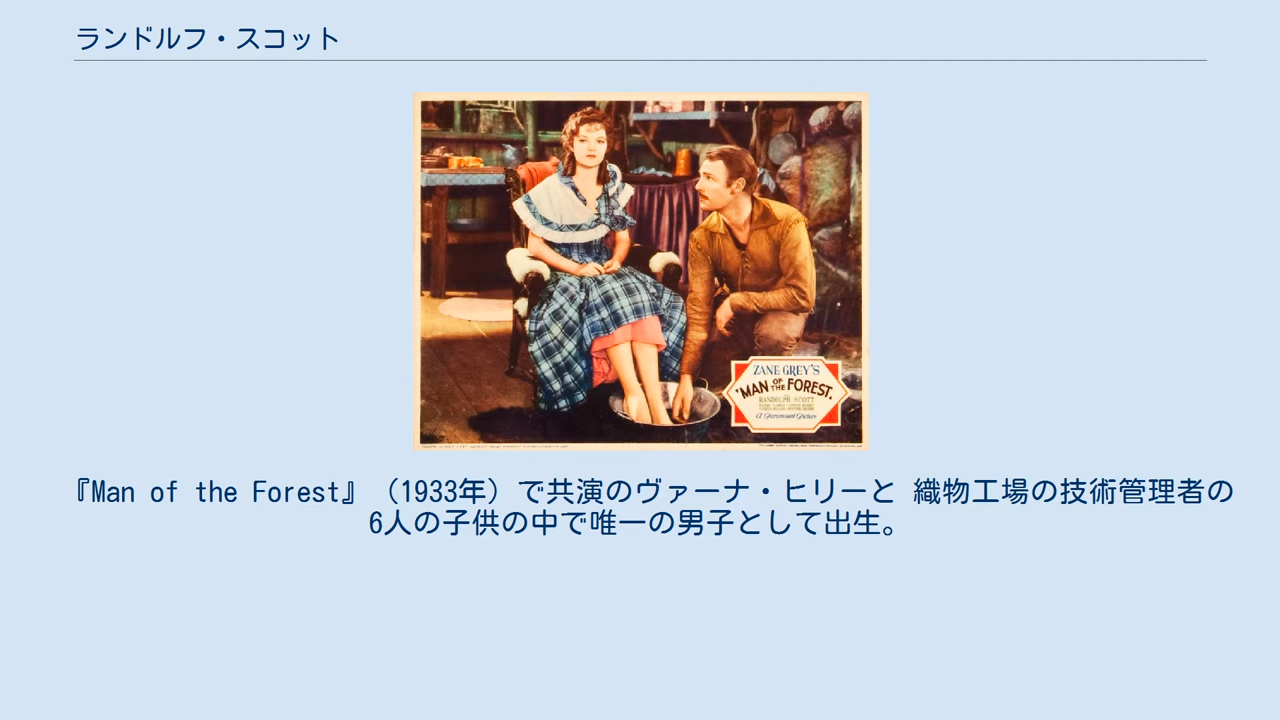 ランドルフ・スコット
ZANE GREY'S
"MAN OF THE FOREST"
RANDOLPH SCOTT
A Paramount Picture
『Man of the Forest』（1933年）で共演のヴァーナ・ヒリーと 織物工場の技術管理者の
6人の子供の中で唯一の男子として出生。